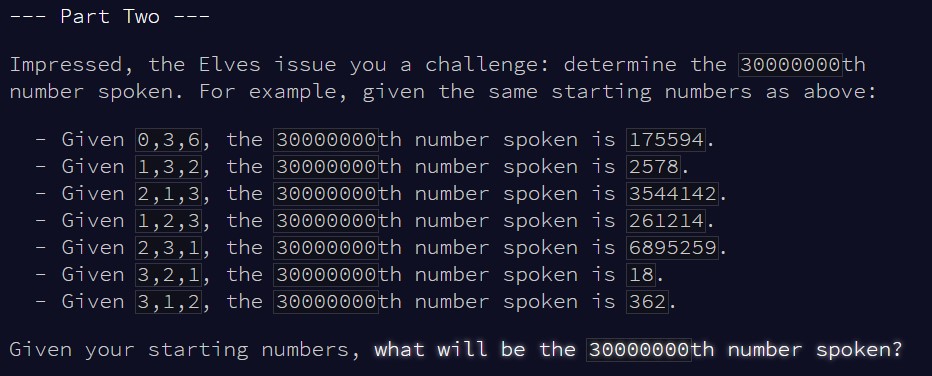 --- Part Two ---
Impressed, the Elves issue you a challenge: determine the 30000000th
number spoken. For example, given the same starting numbers as above:
- Given 0,3,6, the 30000000th number spoken is 175594.
- Given 1,3,2, the 30000000th number spoken is 2578.
- Given 2,1,3, the 30000000th number spoken is 3544142.
- Given 1,2,3, the 30000000th number spoken is 261214.
- Given 2,3,1, the 30000000th number spoken is 6895259.
- Given 3,2,1, the 30000000th number spoken is 18.
- Given 3,1,2, the 30000000th number spoken is 362.
Given your starting numbers, what will be the 30000000th number spoken?